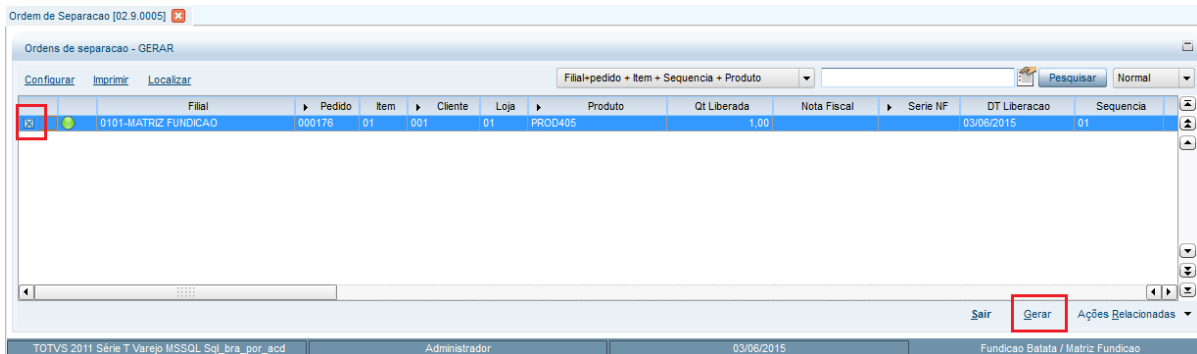 Ordem de Separacao [02.9.0005]
Ordens de separacao - GERAR
Configurar Imprimir Localizar Filial+pedido + Item + Sequencia + Produto Pesquisar Normal
Filial Pedido Item Cliente Loja Produto Qt Liberada Nota Fiscal Serie NF DT Liberacao Sequencia
0101-MATRIZ FUNDICAO 000176 01 001 01 PROD405 1,00 03/06/2015 01
Sair Gerar Ações Relacionadas
TOTVS 2011 Série T Varejo MSSQL Sql_bra_por_acd Administrador 03/06/2015 Fundicao Batata / Matriz Fundicao